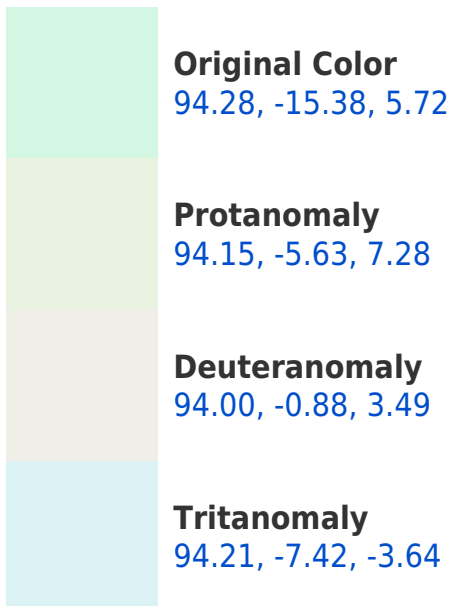 Original Color
94.28, -15.38, 5.72
Protanomaly
94.15, -5.63, 7.28
Deuteranomaly
94.00, -0.88, 3.49
Tritanomaly
94.21, -7.42, -3.64